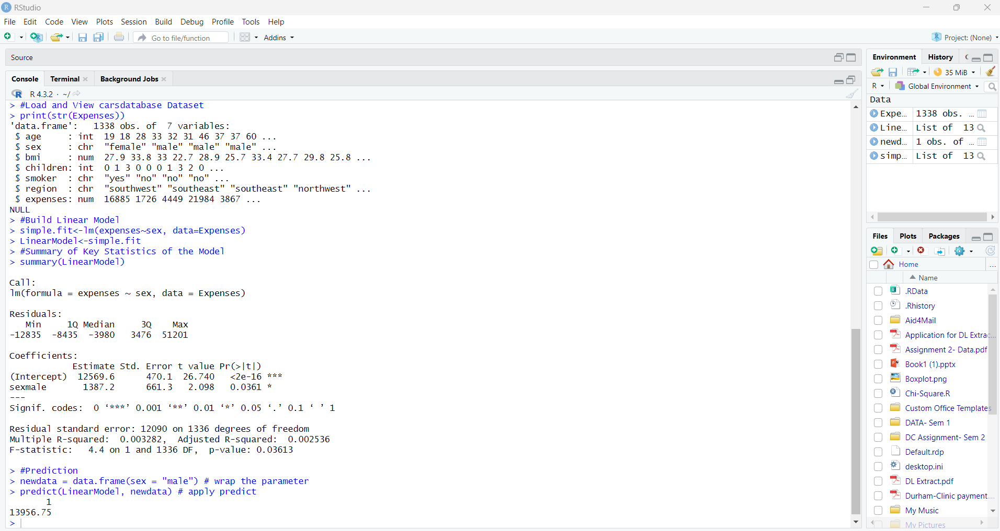 RStudio
File Edit Code View Plots Session Build Debug Profile Tools Help
Go to file/function Addins Project: (None)
Source
Console Terminal Background Jobs
R 4.3.2 · ~/
> #Load and View carsdatabase Dataset
> print(str(Expenses))
'data.frame': 1338 obs. of 7 variables:
$ age : int 19 18 28 33 32 31 46 37 37 60 ...
$ sex : chr "female" "male" "male" "male" ...
$ bmi : num 27.9 33.8 33 22.7 28.9 25.7 33.4 27.7 29.8 25.8 ...
$ children: int 0 1 3 0 0 0 1 3 2 0 ...
$ smoker : chr "yes" "no" "no" "no" ...
$ region : chr "southwest" "southeast" "southeast" "northwest" ...
$ expenses: num 16885 1726 4449 21984 3867 ...
NULL
> #Build Linear Model
> simple.fit<-lm(expenses~sex, data=Expenses)
> LinearModel<-simple.fit
> #Summary of Key Statistics of the Model
> summary(LinearModel)
Call:
lm(formula = expenses ~ sex, data = Expenses)
Residuals:
Min 1Q Median 3Q Max
-12835 -8435 -3980 3476 51201
Coefficients:
Estimate Std. Error t value Pr(>|t|)
(Intercept) 12569.6 470.1 26.740 <2e-16 ***
sexmale 1387.2 661.3 2.098 0.0361 *
---
Signif. codes: 0 ‘***’ 0.001 ‘**’ 0.01 ‘*’ 0.05 ‘.’ 0.1 ‘ ’ 1
Residual standard error: 12090 on 1336 degrees of freedom
Multiple R-squared: 0.003282, Adjusted R-squared: 0.002536
F-statistic: 4.4 on 1 and 1336 DF, p-value: 0.03613
> #Prediction
> newdata = data.frame(sex = "male") # wrap the parameter
> predict(LinearModel, newdata) # apply predict
1
13956.75
>
Environment History
35 MiB
R Global Environment
Data
Expe... 1338 obs. ...
Line... List of 13
newd... 1 obs. of ...
simp... List of 13
Files Plots Packages
Home ...
Name
.RData
.Rhistory
Aid4Mail
Application for DL Extrac...
Assignment 2- Data.pdf
Book1 (1).pptx
Boxplot.png
Chi-Square.R
Custom Office Templates
DATA- Sem 1
DC Assignment- Sem 2
Default.rdp
desktop.ini
DL Extract.pdf
Durham-Clinic payment...
My Music
My Pictures